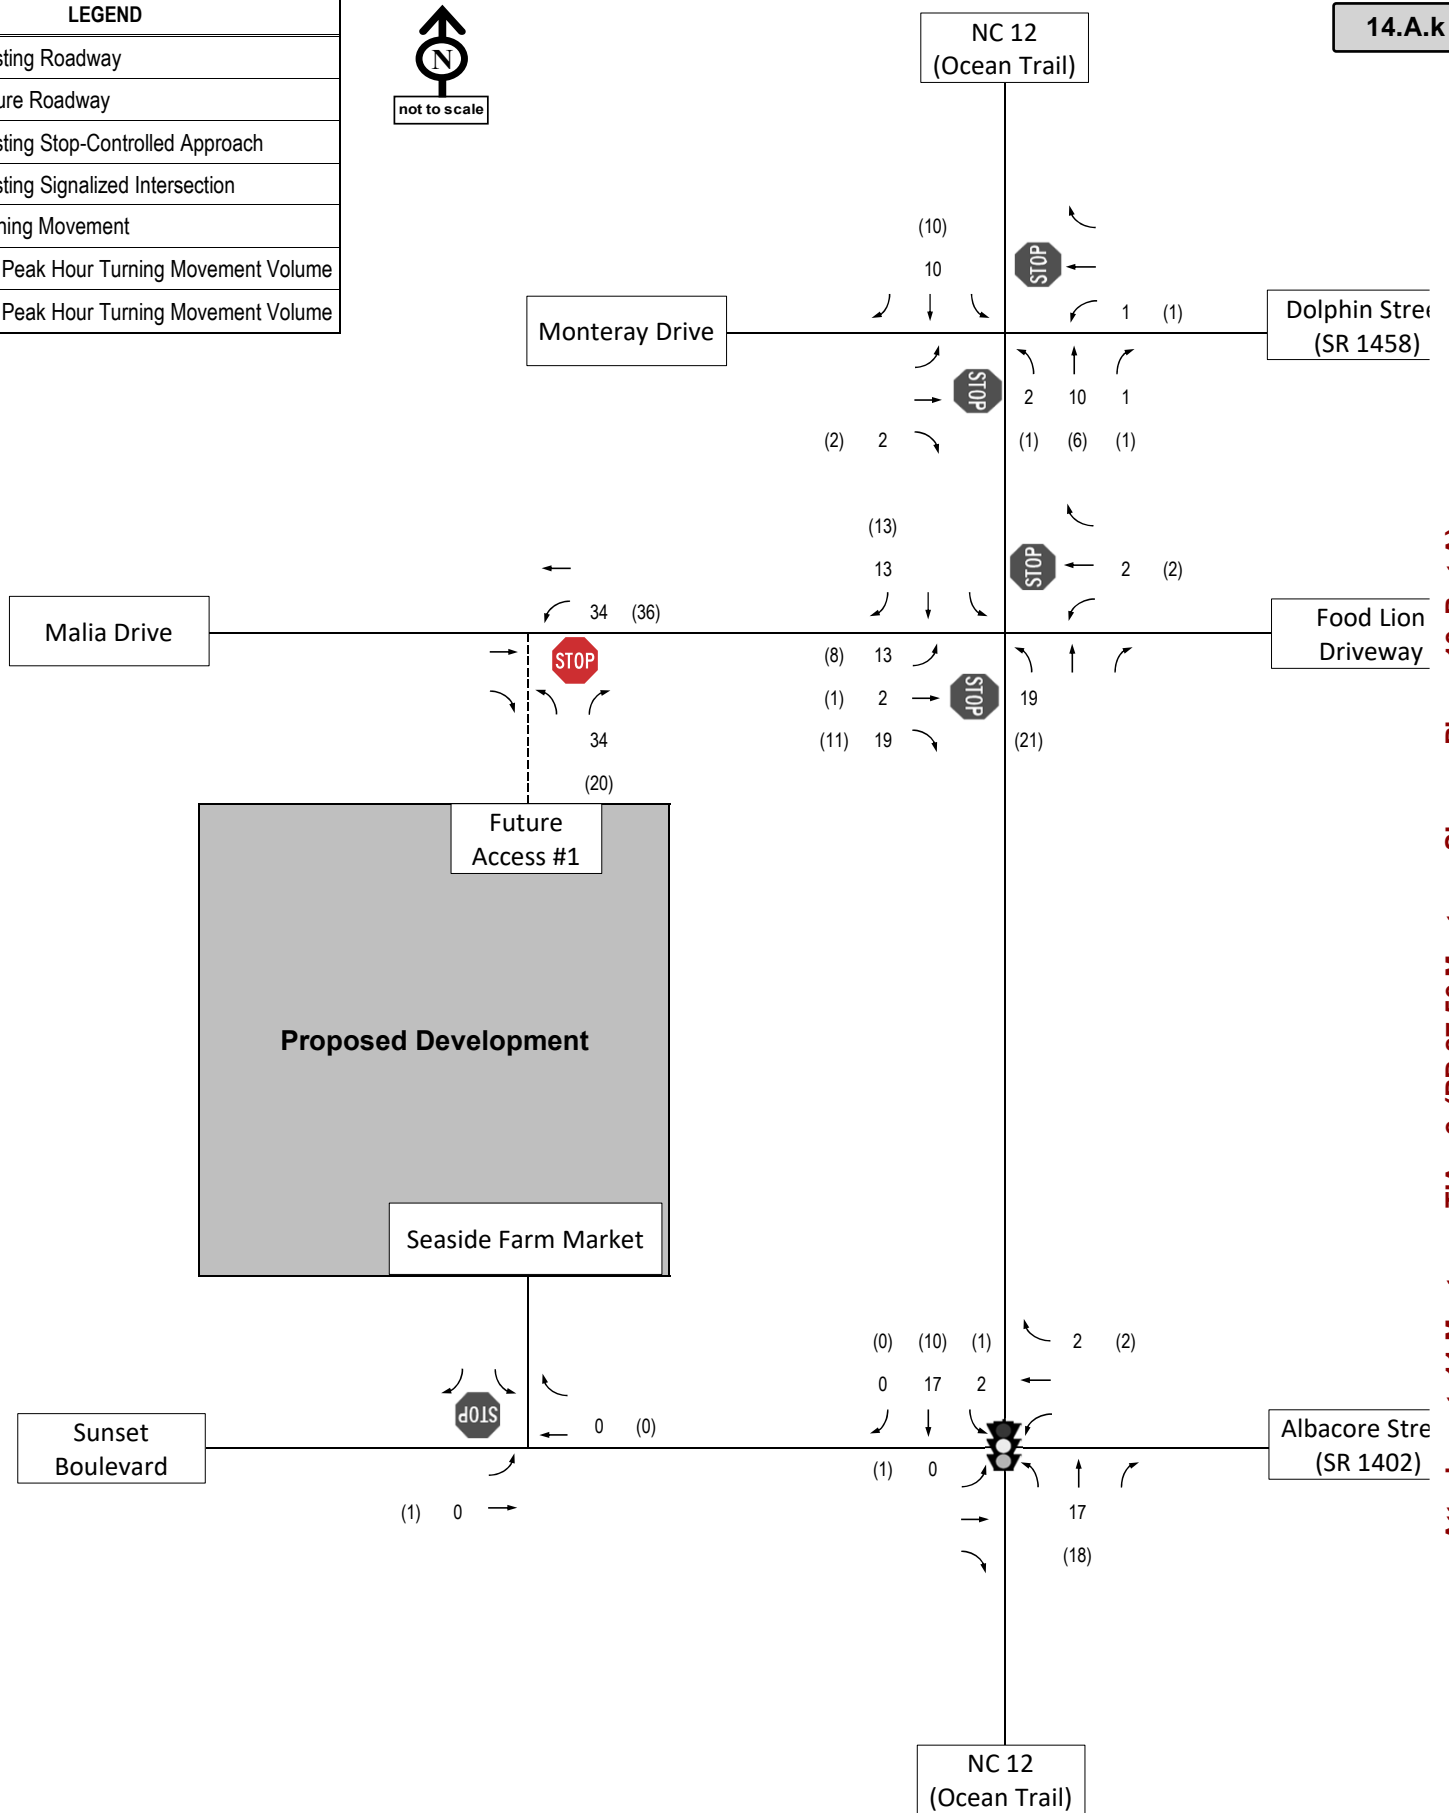 LEGEND
sting Roadway
ure Roadway
sting Stop-Controlled Approach
sting Signalized Intersection
ning Movement
Peak Hour Turning Movement Volume
Peak Hour Turning Movement Volume
N
not to scale
NC 12
(Ocean Trail)
14.A.k
(10)
10
STOP
Monteray Drive
1 (1)
Dolphin Stree
(SR 1458)
STOP
2 10 1
(2) 2
(1) (6) (1)
(13)
13
STOP
2 (2)
34 (36)
Malia Drive
STOP
Food Lion
Driveway
(8) 13
(1) 2
STOP
19
34
(11) 19
(21)
(20)
Future
Access #1
Proposed Development
Seaside Farm Market
(0) (10) (1)
2 (2)
0 17 2
STOP
0 (0)
Sunset
Boulevard
Albacore Stre
(SR 1402)
(1) 0
(1) 0
17
(18)
NC 12
(Ocean Trail)